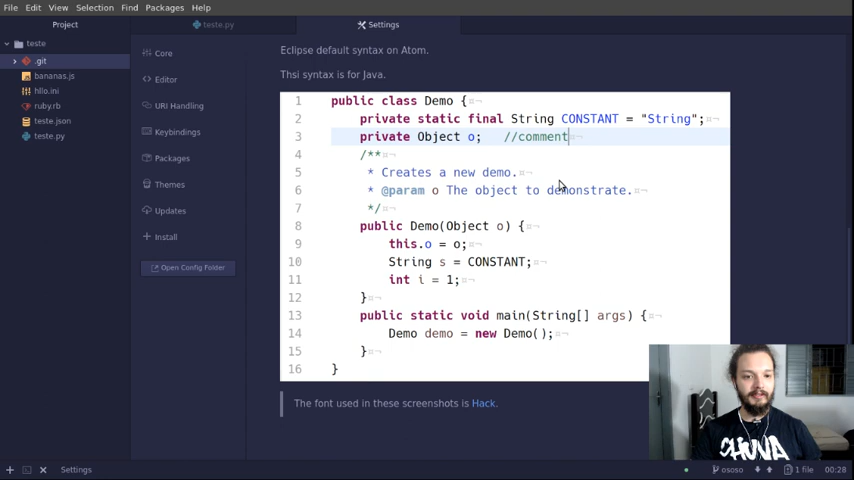 File Edit View Selection Find Packages Help
Project
teste.py
Settings
teste
.git
bananas.js
hllo.ini
ruby.rb
teste.json
teste.py
Core
Editor
URI Handling
Keybindings
Packages
Themes
Updates
Install
Open Config Folder
Eclipse default syntax on Atom.
Thsi syntax is for Java.
1 public class Demo {¤¬
2 private static final String CONSTANT = "String";¤¬
3 private Object o; //comment¤¬
4 /**¤¬
5 * Creates a new demo.¤¬
6 * @param o The object to demonstrate.¤¬
7 */¤¬
8 public Demo(Object o) {¤¬
9 this.o = o;¤¬
10 String s = CONSTANT;¤¬
11 int i = 1;¤¬
12 }¤¬
13 public static void main(String[] args) {¤¬
14 Demo demo = new Demo();¤¬
15 }¤¬
16 }
The font used in these screenshots is Hack.
CHUVA
Settings
ososo
1 file
00:28